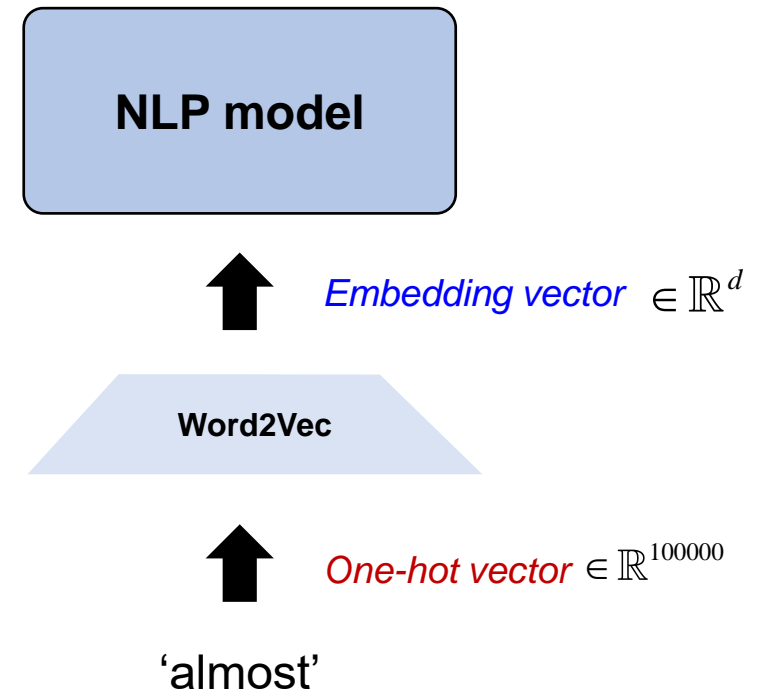 NLP model
Embedding vector ∈ ℝ^d
Word2Vec
One-hot vector ∈ ℝ^100000
‘almost’